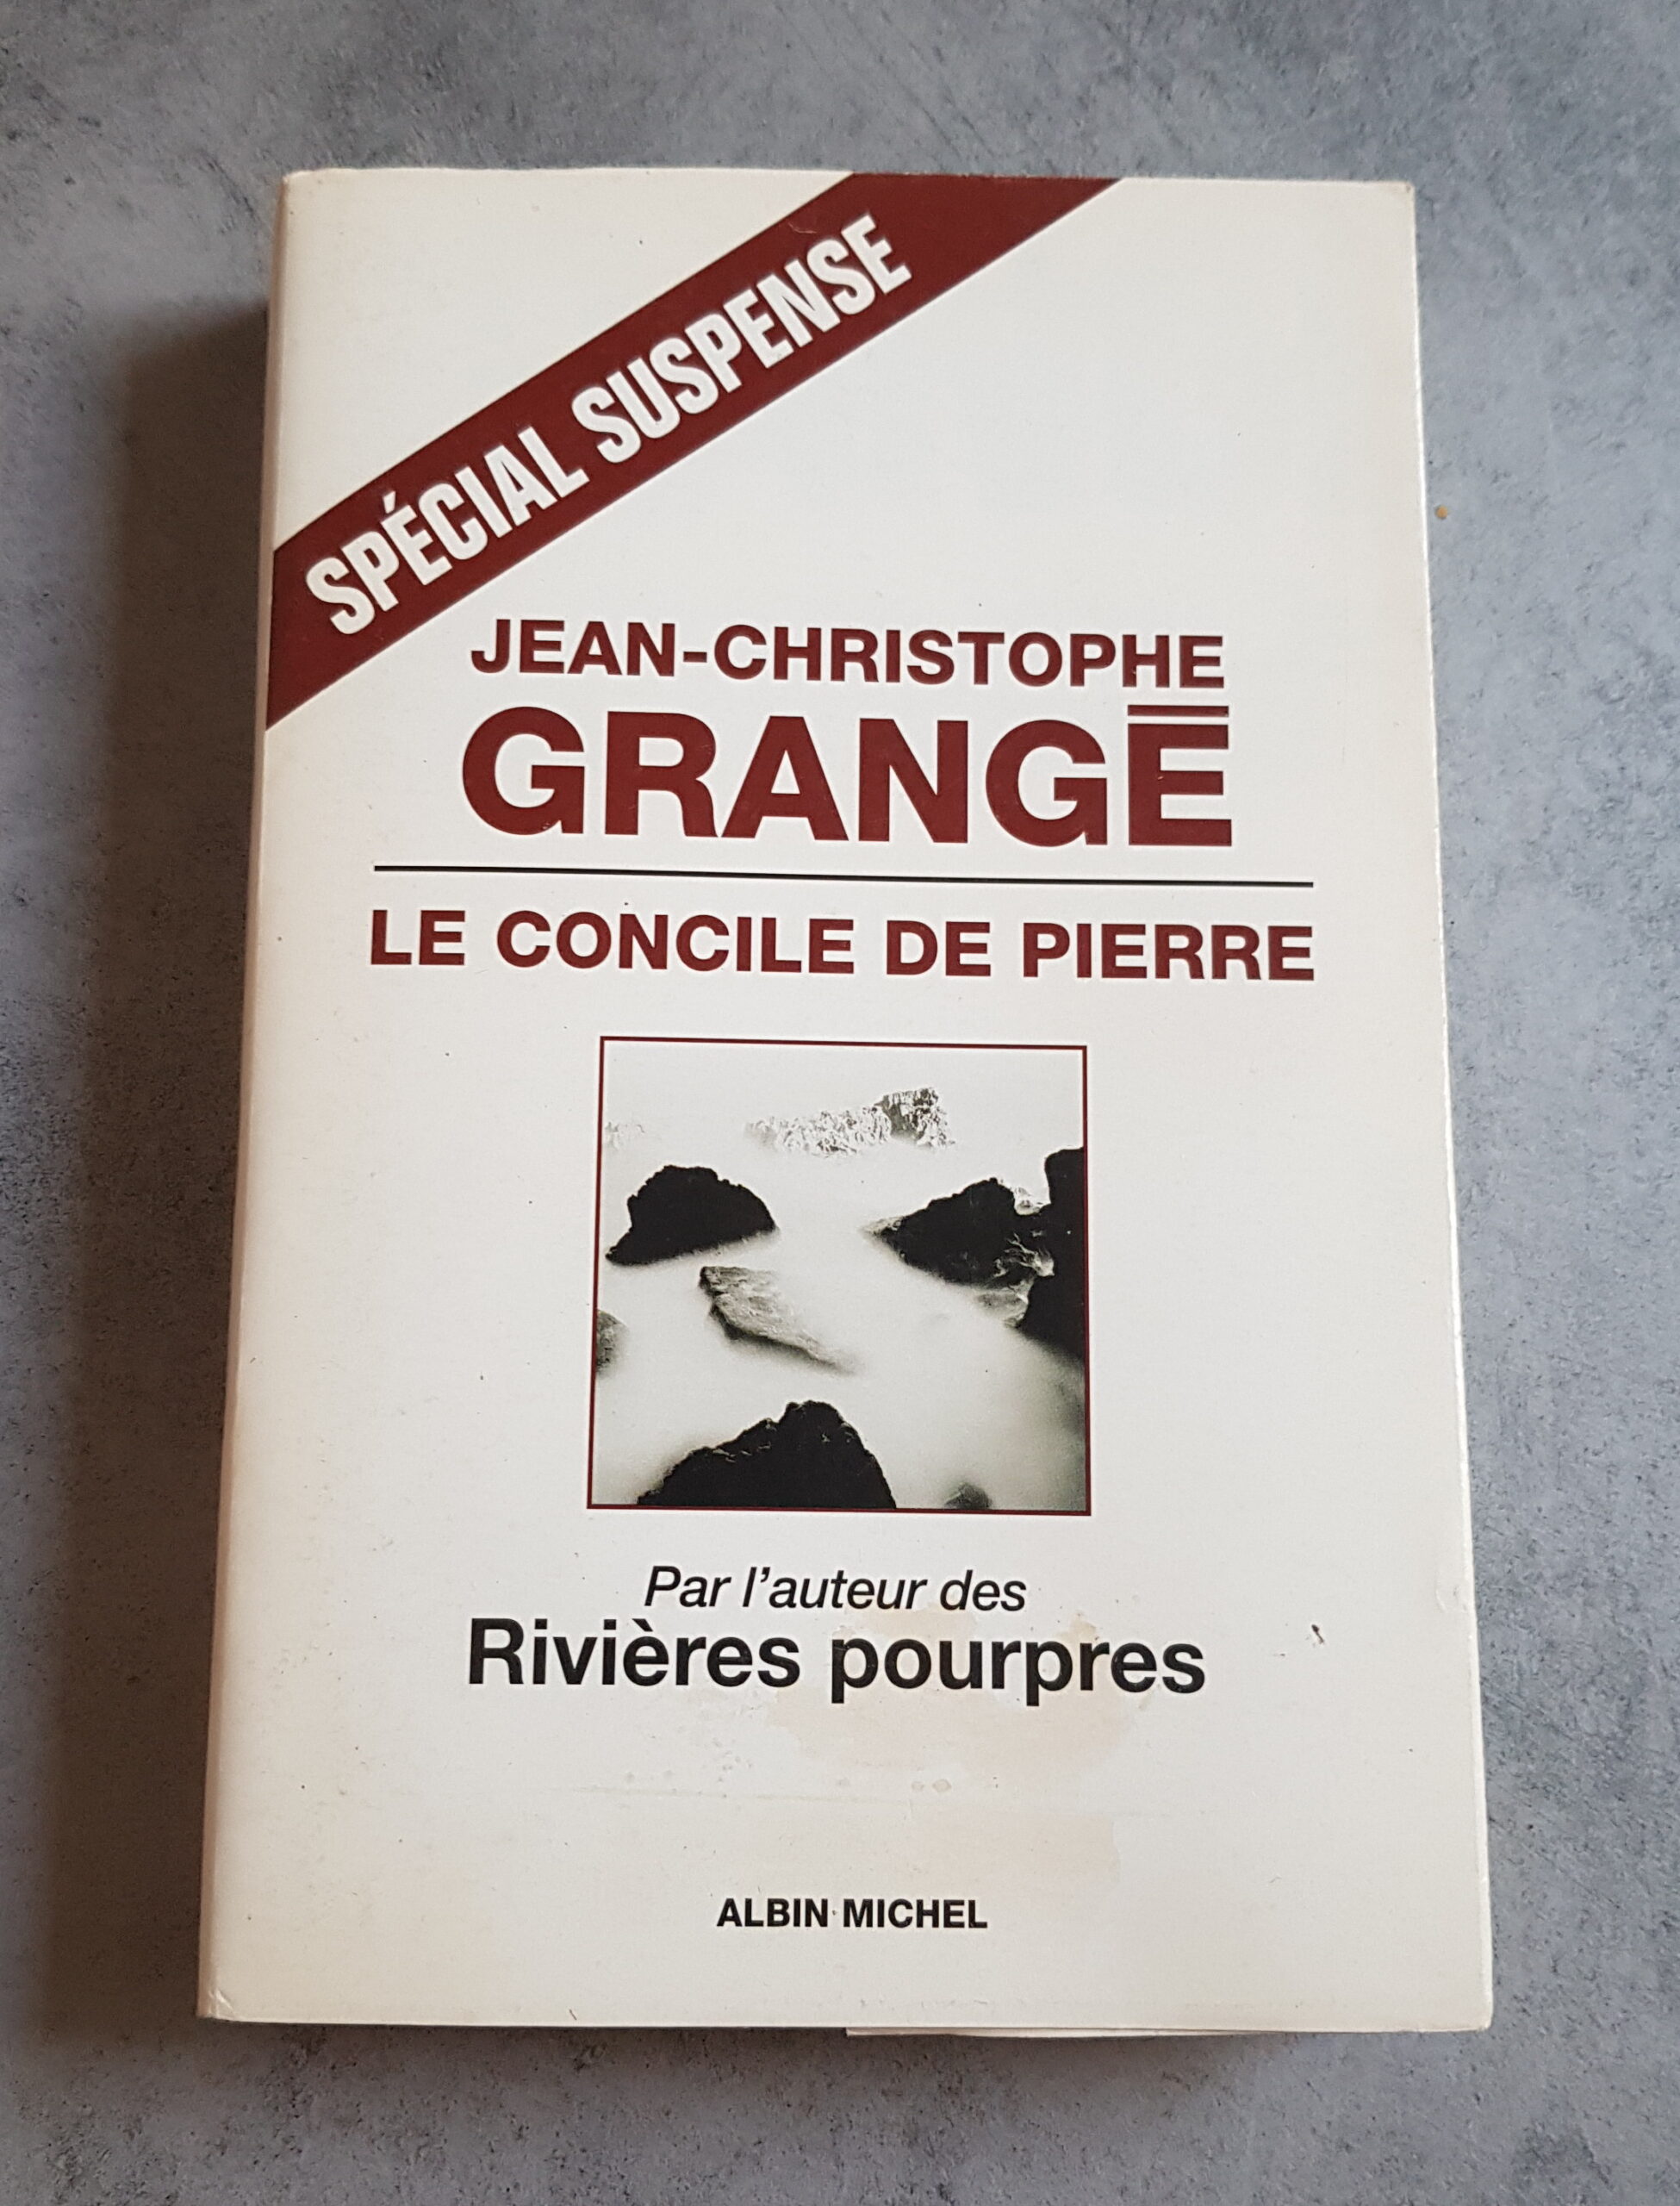 SPÉCIAL SUSPENSE
JEAN-CHRISTOPHE
GRANGÉ
LE CONCILE DE PIERRE
Par l’auteur des
Rivières pourpres
ALBIN MICHEL